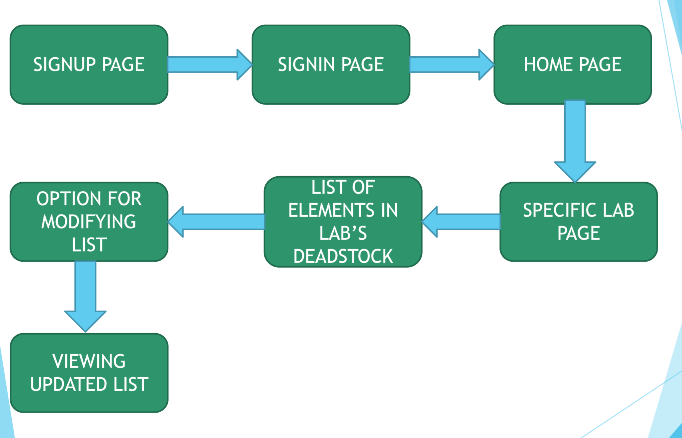 SIGNUP PAGE
SIGNIN PAGE
HOME PAGE
SPECIFIC LAB
PAGE
LIST OF
ELEMENTS IN
LAB’S
DEADSTOCK
OPTION FOR
MODIFYING
LIST
VIEWING
UPDATED LIST